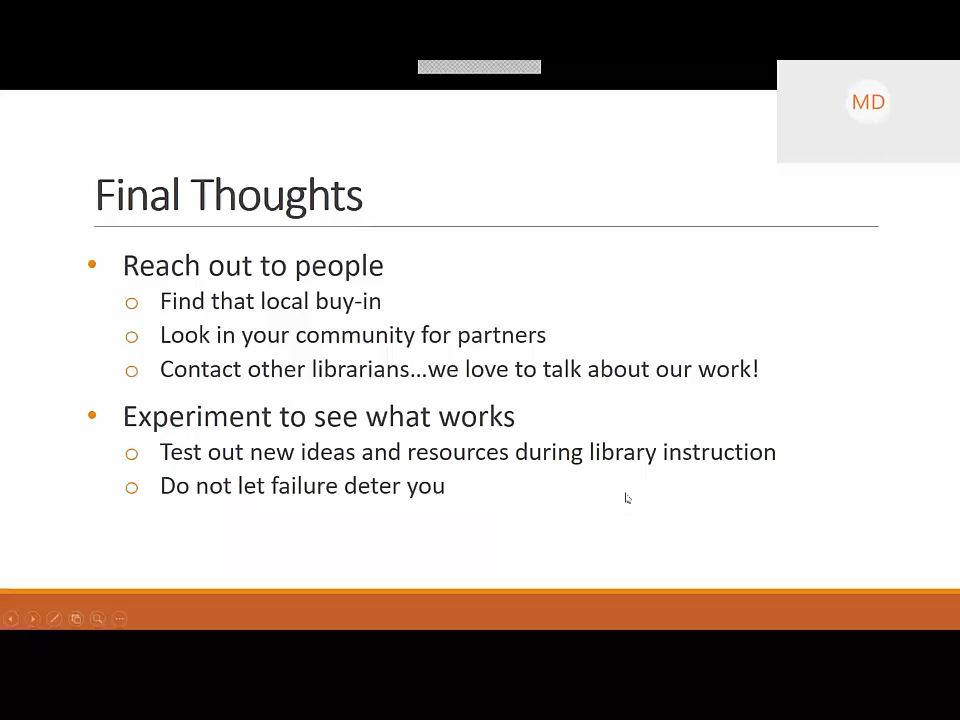 MD
Final Thoughts
• Reach out to people
o Find that local buy-in
o Look in your community for partners
o Contact other librarians...we love to talk about our work!
• Experiment to see what works
o Test out new ideas and resources during library instruction
o Do not let failure deter you